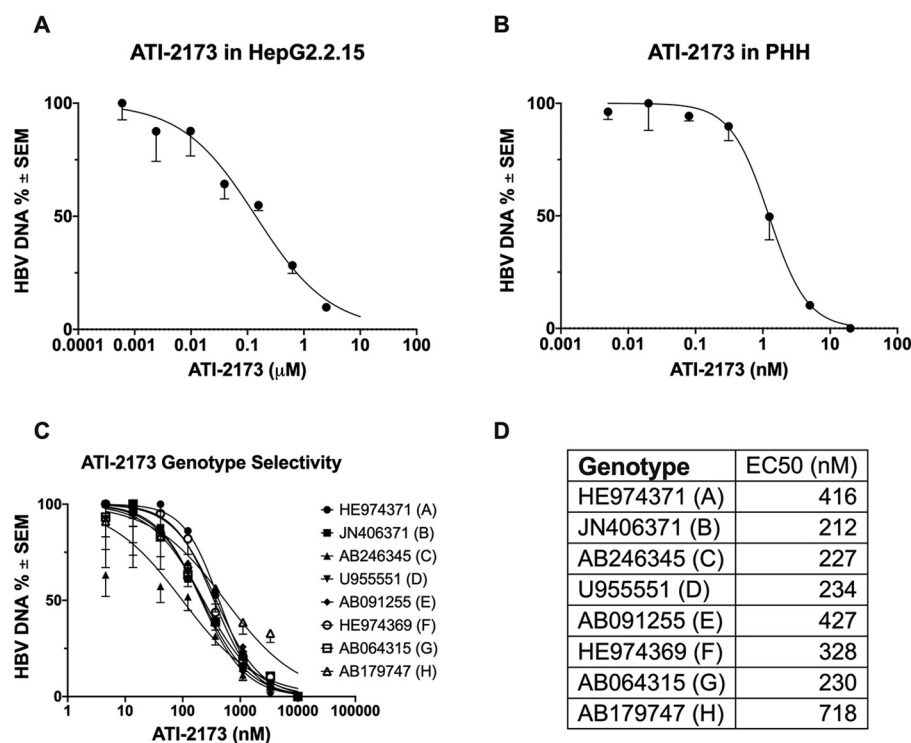 A
ATI-2173 in HepG2.2.15
HBV DNA % ± SEM
100
50
0
0.0001 0.001 0.01 0.1 1 10 100
ATI-2173 (μM)
B
ATI-2173 in PHH
HBV DNA % ± SEM
100
50
0
0.001 0.01 0.1 1 10 100
ATI-2173 (nM)
C
ATI-2173 Genotype Selectivity
HBV DNA % ± SEM
100
50
0
1 10 100 1000 10000 100000
ATI-2173 (nM)
HE974371 (A)
JN406371 (B)
AB246345 (C)
U955551 (D)
AB091255 (E)
HE974369 (F)
AB064315 (G)
AB179747 (H)
D
Genotype EC50 (nM)
HE974371 (A) 416
JN406371 (B) 212
AB246345 (C) 227
U955551 (D) 234
AB091255 (E) 427
HE974369 (F) 328
AB064315 (G) 230
AB179747 (H) 718